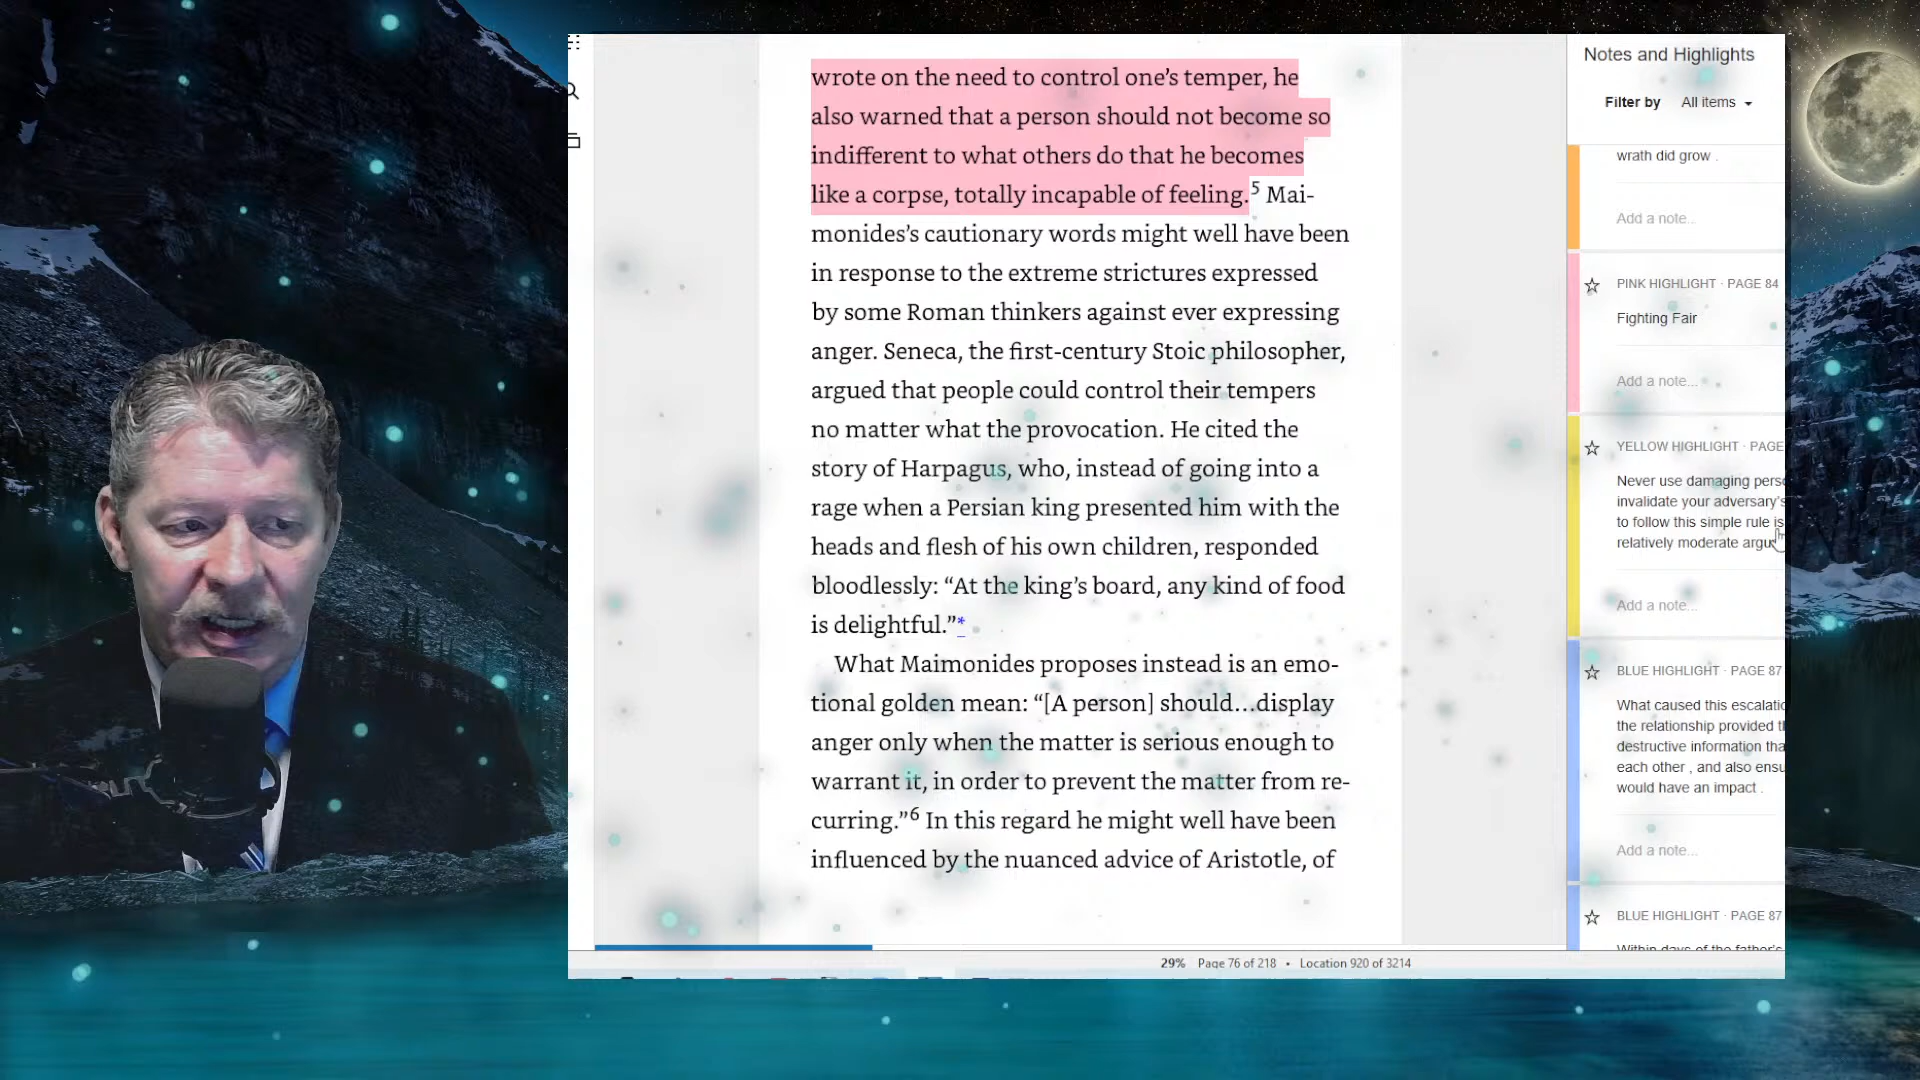 wrote on the need to control one’s temper, he
also warned that a person should not become so
indifferent to what others do that he becomes
like a corpse, totally incapable of feeling.5 Mai-
monides’s cautionary words might well have been
in response to the extreme strictures expressed
by some Roman thinkers against ever expressing
anger. Seneca, the first-century Stoic philosopher,
argued that people could control their tempers
no matter what the provocation. He cited the
story of Harpagus, who, instead of going into a
rage when a Persian king presented him with the
heads and flesh of his own children, responded
bloodlessly: “At the king’s board, any kind of food
is delightful.”*
What Maimonides proposes instead is an emo-
tional golden mean: “[A person] should...display
anger only when the matter is serious enough to
warrant it, in order to prevent the matter from re-
curring.”6 In this regard he might well have been
influenced by the nuanced advice of Aristotle, of
29% Page 76 of 218 • Location 920 of 3214
Notes and Highlights
Filter by All items
wrath did grow .
Add a note...
PINK HIGHLIGHT · PAGE 84
Fighting Fair
Add a note...
YELLOW HIGHLIGHT · PAGE
Never use damaging
invalidate your adversary's
to follow this simple rule is
relatively moderate
Add a note...
BLUE HIGHLIGHT · PAGE 87
What caused this
the relationship provided
destructive information
each other , and also
would have an impact .
Add a note...
BLUE HIGHLIGHT · PAGE 87
Within days of the father's